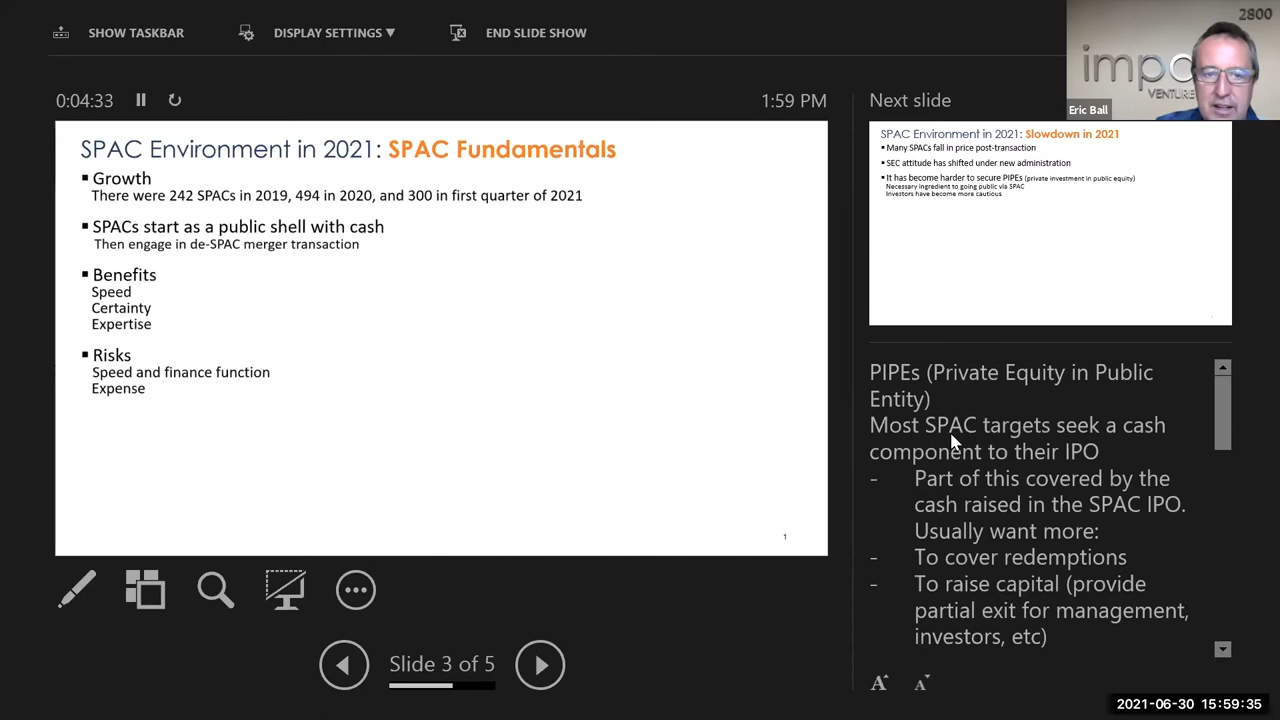 SHOW TASKBAR
DISPLAY SETTINGS ▼
END SLIDE SHOW
2800
VENTURE
Eric Ball
0:04:33
1:59 PM
Next slide
SPAC Environment in 2021: SPAC Fundamentals
▪ Growth
There were 242 SPACs in 2019, 494 in 2020, and 300 in first quarter of 2021
▪ SPACs start as a public shell with cash
Then engage in de-SPAC merger transaction
▪ Benefits
Speed
Certainty
Expertise
▪ Risks
Speed and finance function
Expense
1
SPAC Environment in 2021: Slowdown in 2021
▪ Many SPACs fall in price post-transaction
▪ SEC attitude has shifted under new administration
▪ It has become harder to secure PIPEs (private investment in public equity)
Necessary ingredient to going public via SPAC
Investors have become more cautious
PIPEs (Private Equity in Public
Entity)
Most SPAC targets seek a cash
component to their IPO
- Part of this covered by the
cash raised in the SPAC IPO.
Usually want more:
- To cover redemptions
- To raise capital (provide
partial exit for management,
investors, etc)
Slide 3 of 5
A A
2021-06-30 15:59:35